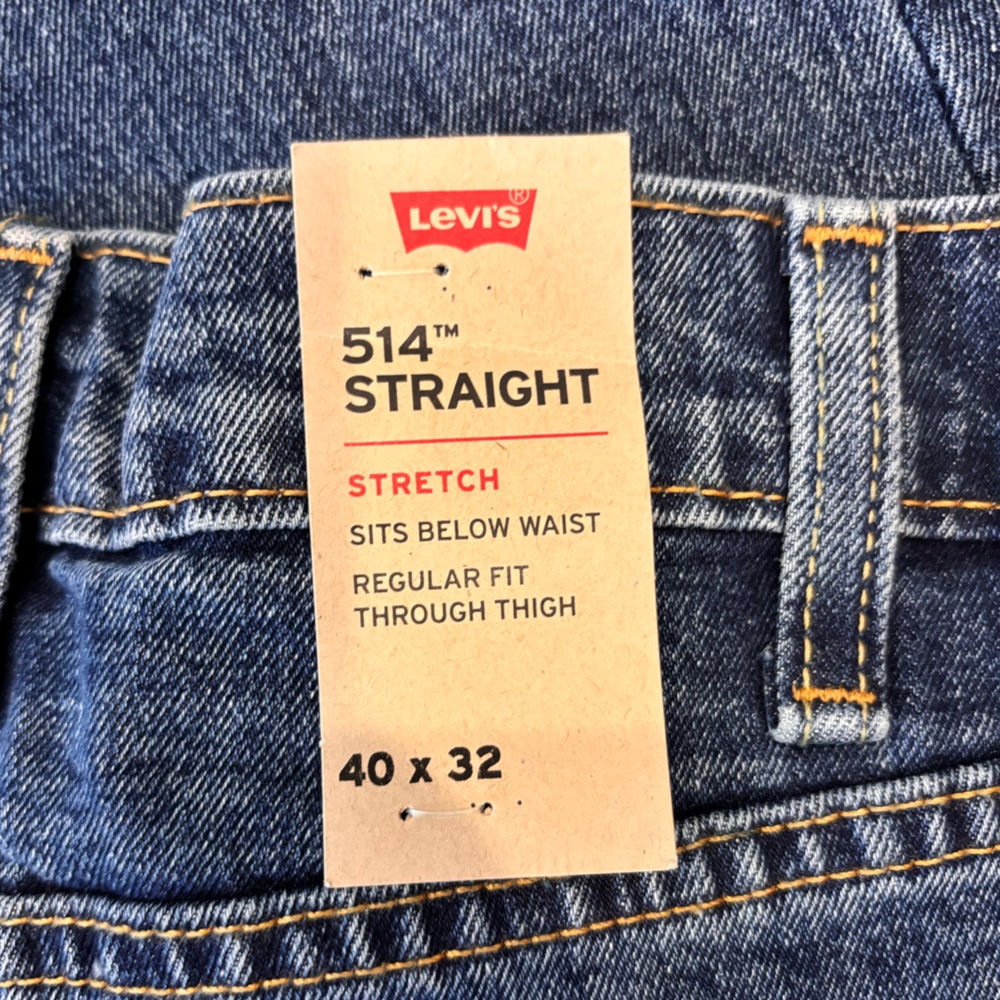 LEVI'S®
514™
STRAIGHT
STRETCH
SITS BELOW WAIST
REGULAR FIT
THROUGH THIGH
40 x 32